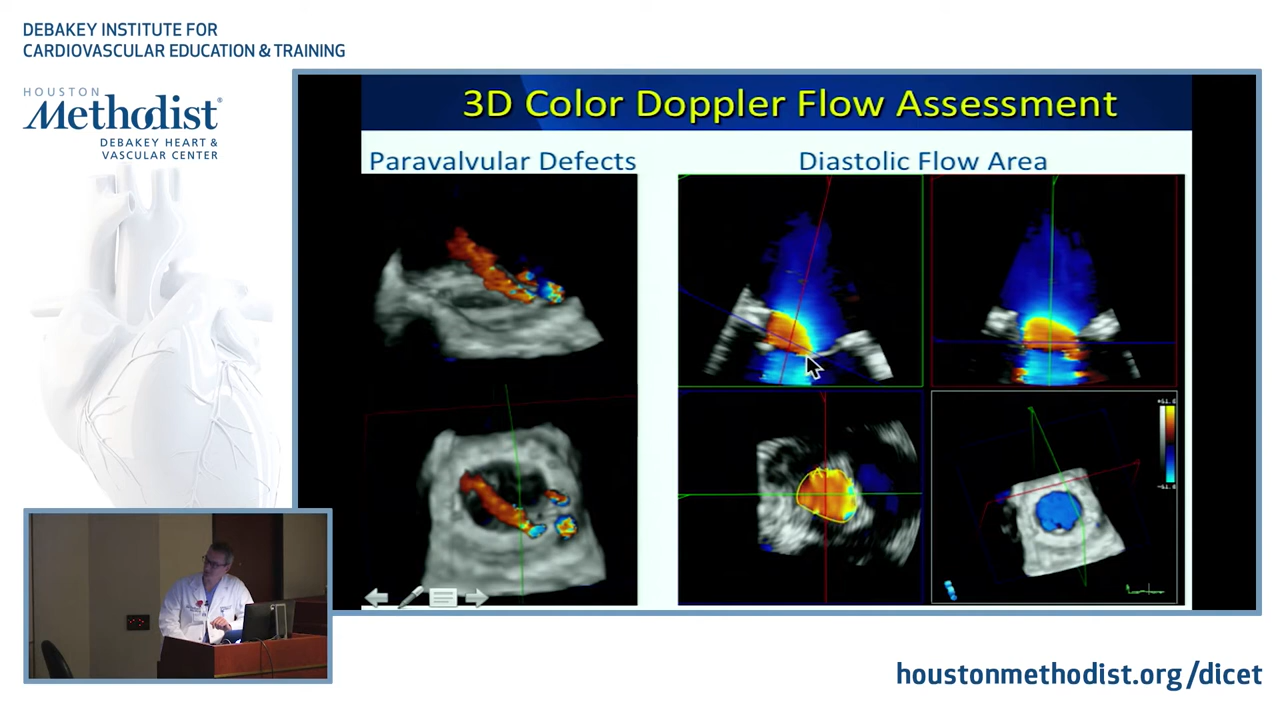 DEBAKEY INSTITUTE FOR
CARDIOVASCULAR EDUCATION & TRAINING
HOUSTON
Methodist®
DEBAKEY HEART &
VASCULAR CENTER
3D Color Doppler Flow Assessment
Paravalvular Defects
Diastolic Flow Area
houstonmethodist.org/dicet